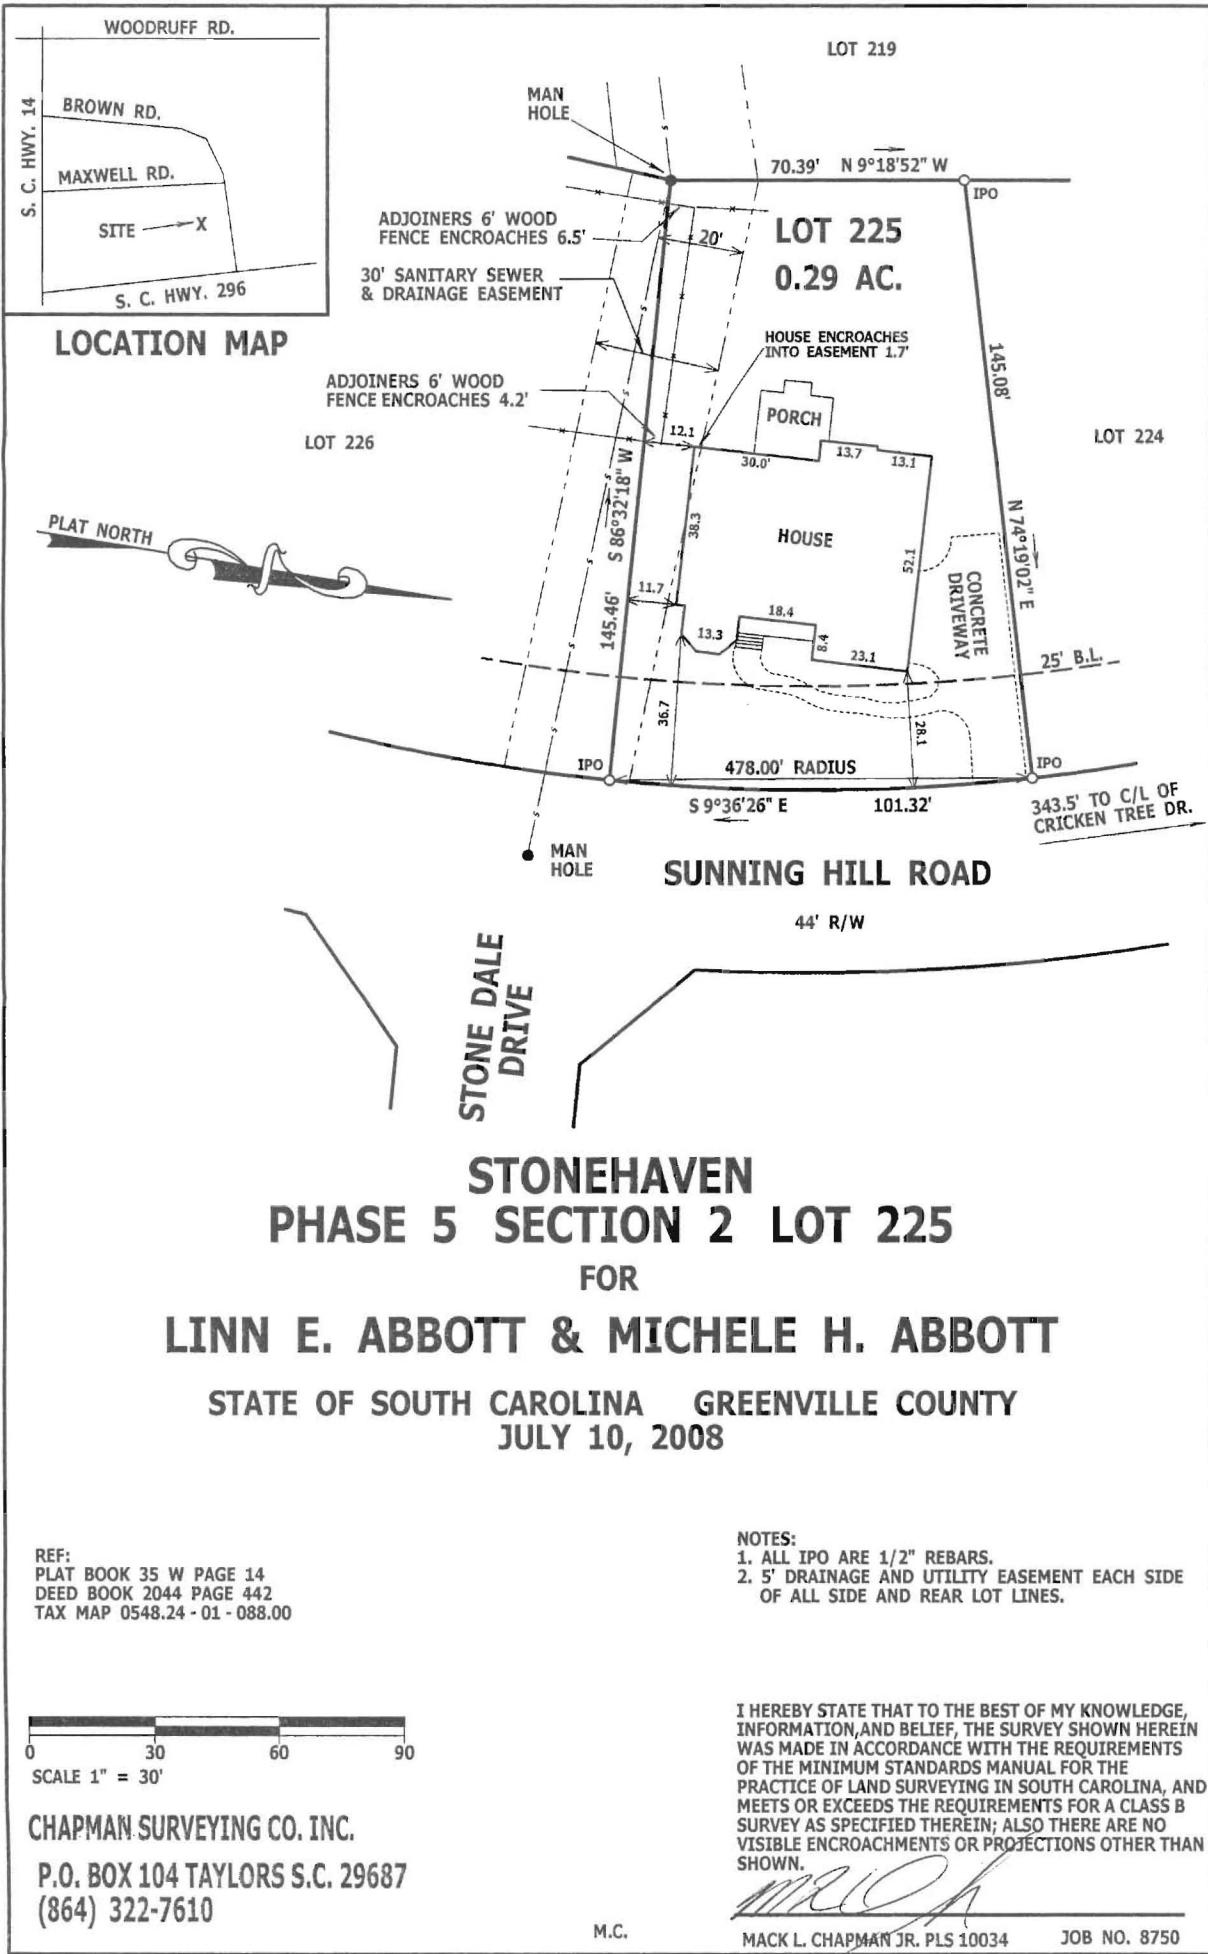 WOODRUFF RD.
S. C. HWY. 14
BROWN RD.
MAXWELL RD.
SITE X
S. C. HWY. 296
LOCATION MAP
LOT 219
MAN
HOLE
70.39' N 9°18'52" W
IPO
ADJOINERS 6' WOOD
FENCE ENCROACHES 6.5'
20'
LOT 225
0.29 AC.
30' SANITARY SEWER
& DRAINAGE EASEMENT
HOUSE ENCROACHES
INTO EASEMENT 1.7'
145.08'
ADJOINERS 6' WOOD
FENCE ENCROACHES 4.2'
PORCH
LOT 226
LOT 224
12.1
30.0'
13.7
13.1
S 86°32'18" W
145.46'
38.3
HOUSE
52.1
N 74°19'02" E
PLAT NORTH
CONCRETE
DRIVEWAY
11.7
18.4
13.3
8.4
23.1
25' B.L.
36.7
28.1
IPO
478.00' RADIUS
IPO
S 9°36'26" E
101.32'
343.5' TO C/L OF
CRICKEN TREE DR.
MAN
HOLE
SUNNING HILL ROAD
44' R/W
STONE DALE
DRIVE
STONEHAVEN
PHASE 5 SECTION 2 LOT 225
FOR
LINN E. ABBOTT & MICHELE H. ABBOTT
STATE OF SOUTH CAROLINA GREENVILLE COUNTY
JULY 10, 2008
REF:
PLAT BOOK 35 W PAGE 14
DEED BOOK 2044 PAGE 442
TAX MAP 0548.24 - 01 - 088.00
NOTES:
1. ALL IPO ARE 1/2" REBARS.
2. 5' DRAINAGE AND UTILITY EASEMENT EACH SIDE
OF ALL SIDE AND REAR LOT LINES.
0 30 60 90
SCALE 1" = 30'
CHAPMAN SURVEYING CO. INC.
P.O. BOX 104 TAYLORS S.C. 29687
(864) 322-7610
M.C.
I HEREBY STATE THAT TO THE BEST OF MY KNOWLEDGE,
INFORMATION,AND BELIEF, THE SURVEY SHOWN HEREIN
WAS MADE IN ACCORDANCE WITH THE REQUIREMENTS
OF THE MINIMUM STANDARDS MANUAL FOR THE
PRACTICE OF LAND SURVEYING IN SOUTH CAROLINA, AND
MEETS OR EXCEEDS THE REQUIREMENTS FOR A CLASS B
SURVEY AS SPECIFIED THEREIN; ALSO THERE ARE NO
VISIBLE ENCROACHMENTS OR PROJECTIONS OTHER THAN
SHOWN.
MACK L. CHAPMAN JR. PLS 10034 JOB NO. 8750